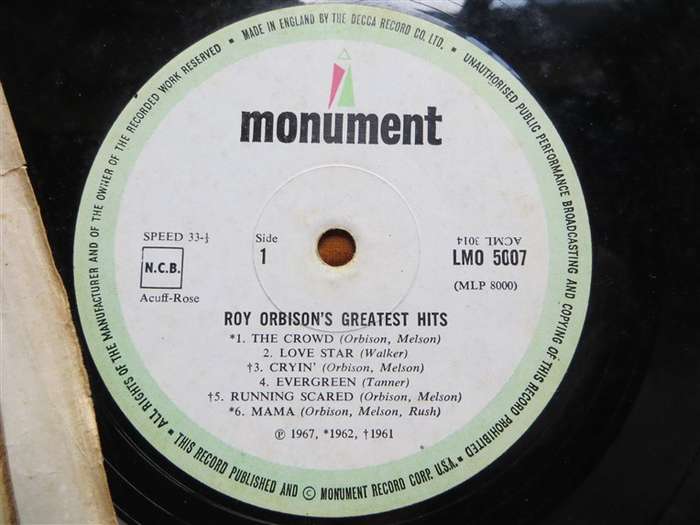 • MADE IN ENGLAND BY THE DECCA RECORD CO. LTD. • UNAUTHORISED PUBLIC PERFORMANCE BROADCASTING AND COPYING OF THIS RECORD PROHIBITED •
• ALL RIGHTS OF THE MANUFACTURER AND OF THE OWNER OF THE RECORDED WORK RESERVED
monument
SPEED 33-⅓
Side
1
N.C.B.
Acuff-Rose
ACML 3014
LMO 5007
(MLP 8000)
ROY ORBISON'S GREATEST HITS
*1. THE CROWD (Orbison, Melson)
2. LOVE STAR (Walker)
†3. CRYIN' (Orbison, Melson)
4. EVERGREEN (Tanner)
†5. RUNNING SCARED (Orbison, Melson)
*6. MAMA (Orbison, Melson, Rush)
℗ 1967, *1962, †1961
• THIS RECORD PUBLISHED AND © MONUMENT RECORD CORP. U.S.A. •